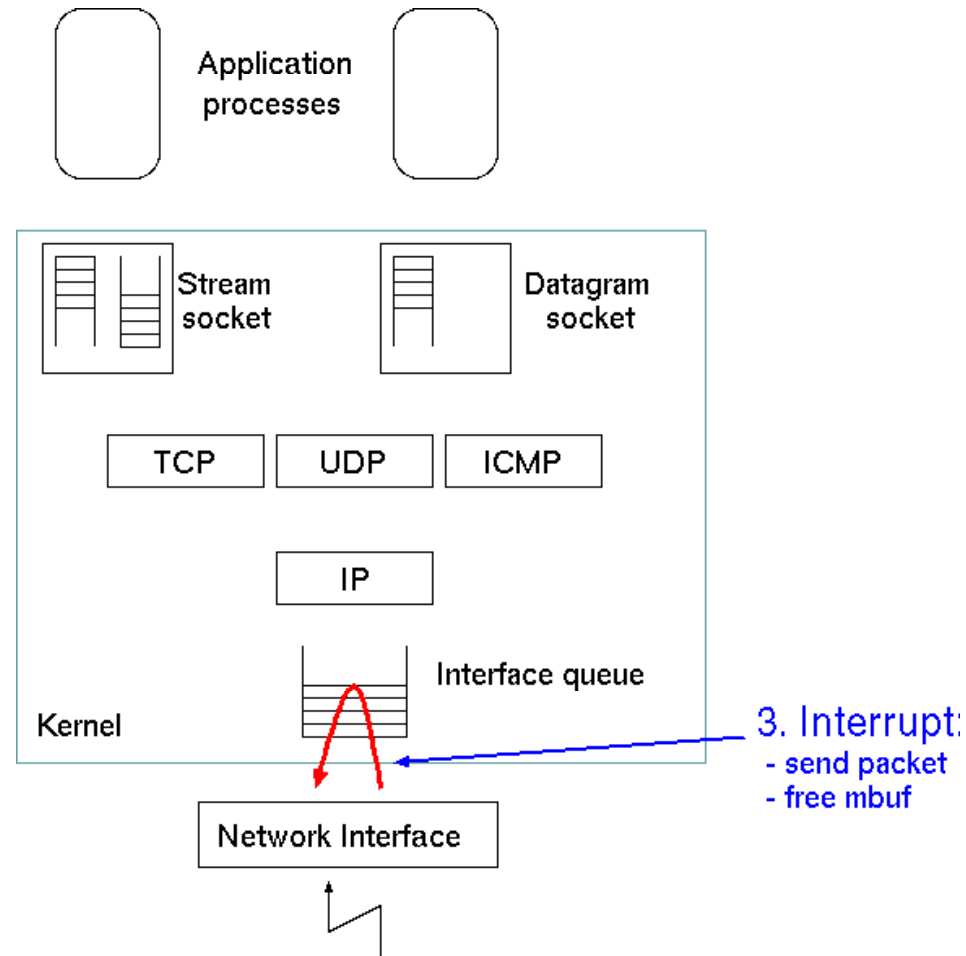 Application
processes
Stream
socket
Datagram
socket
TCP
UDP
ICMP
IP
Interface queue
Kernel
3. Interrupt:
- send packet
- free mbuf
Network Interface